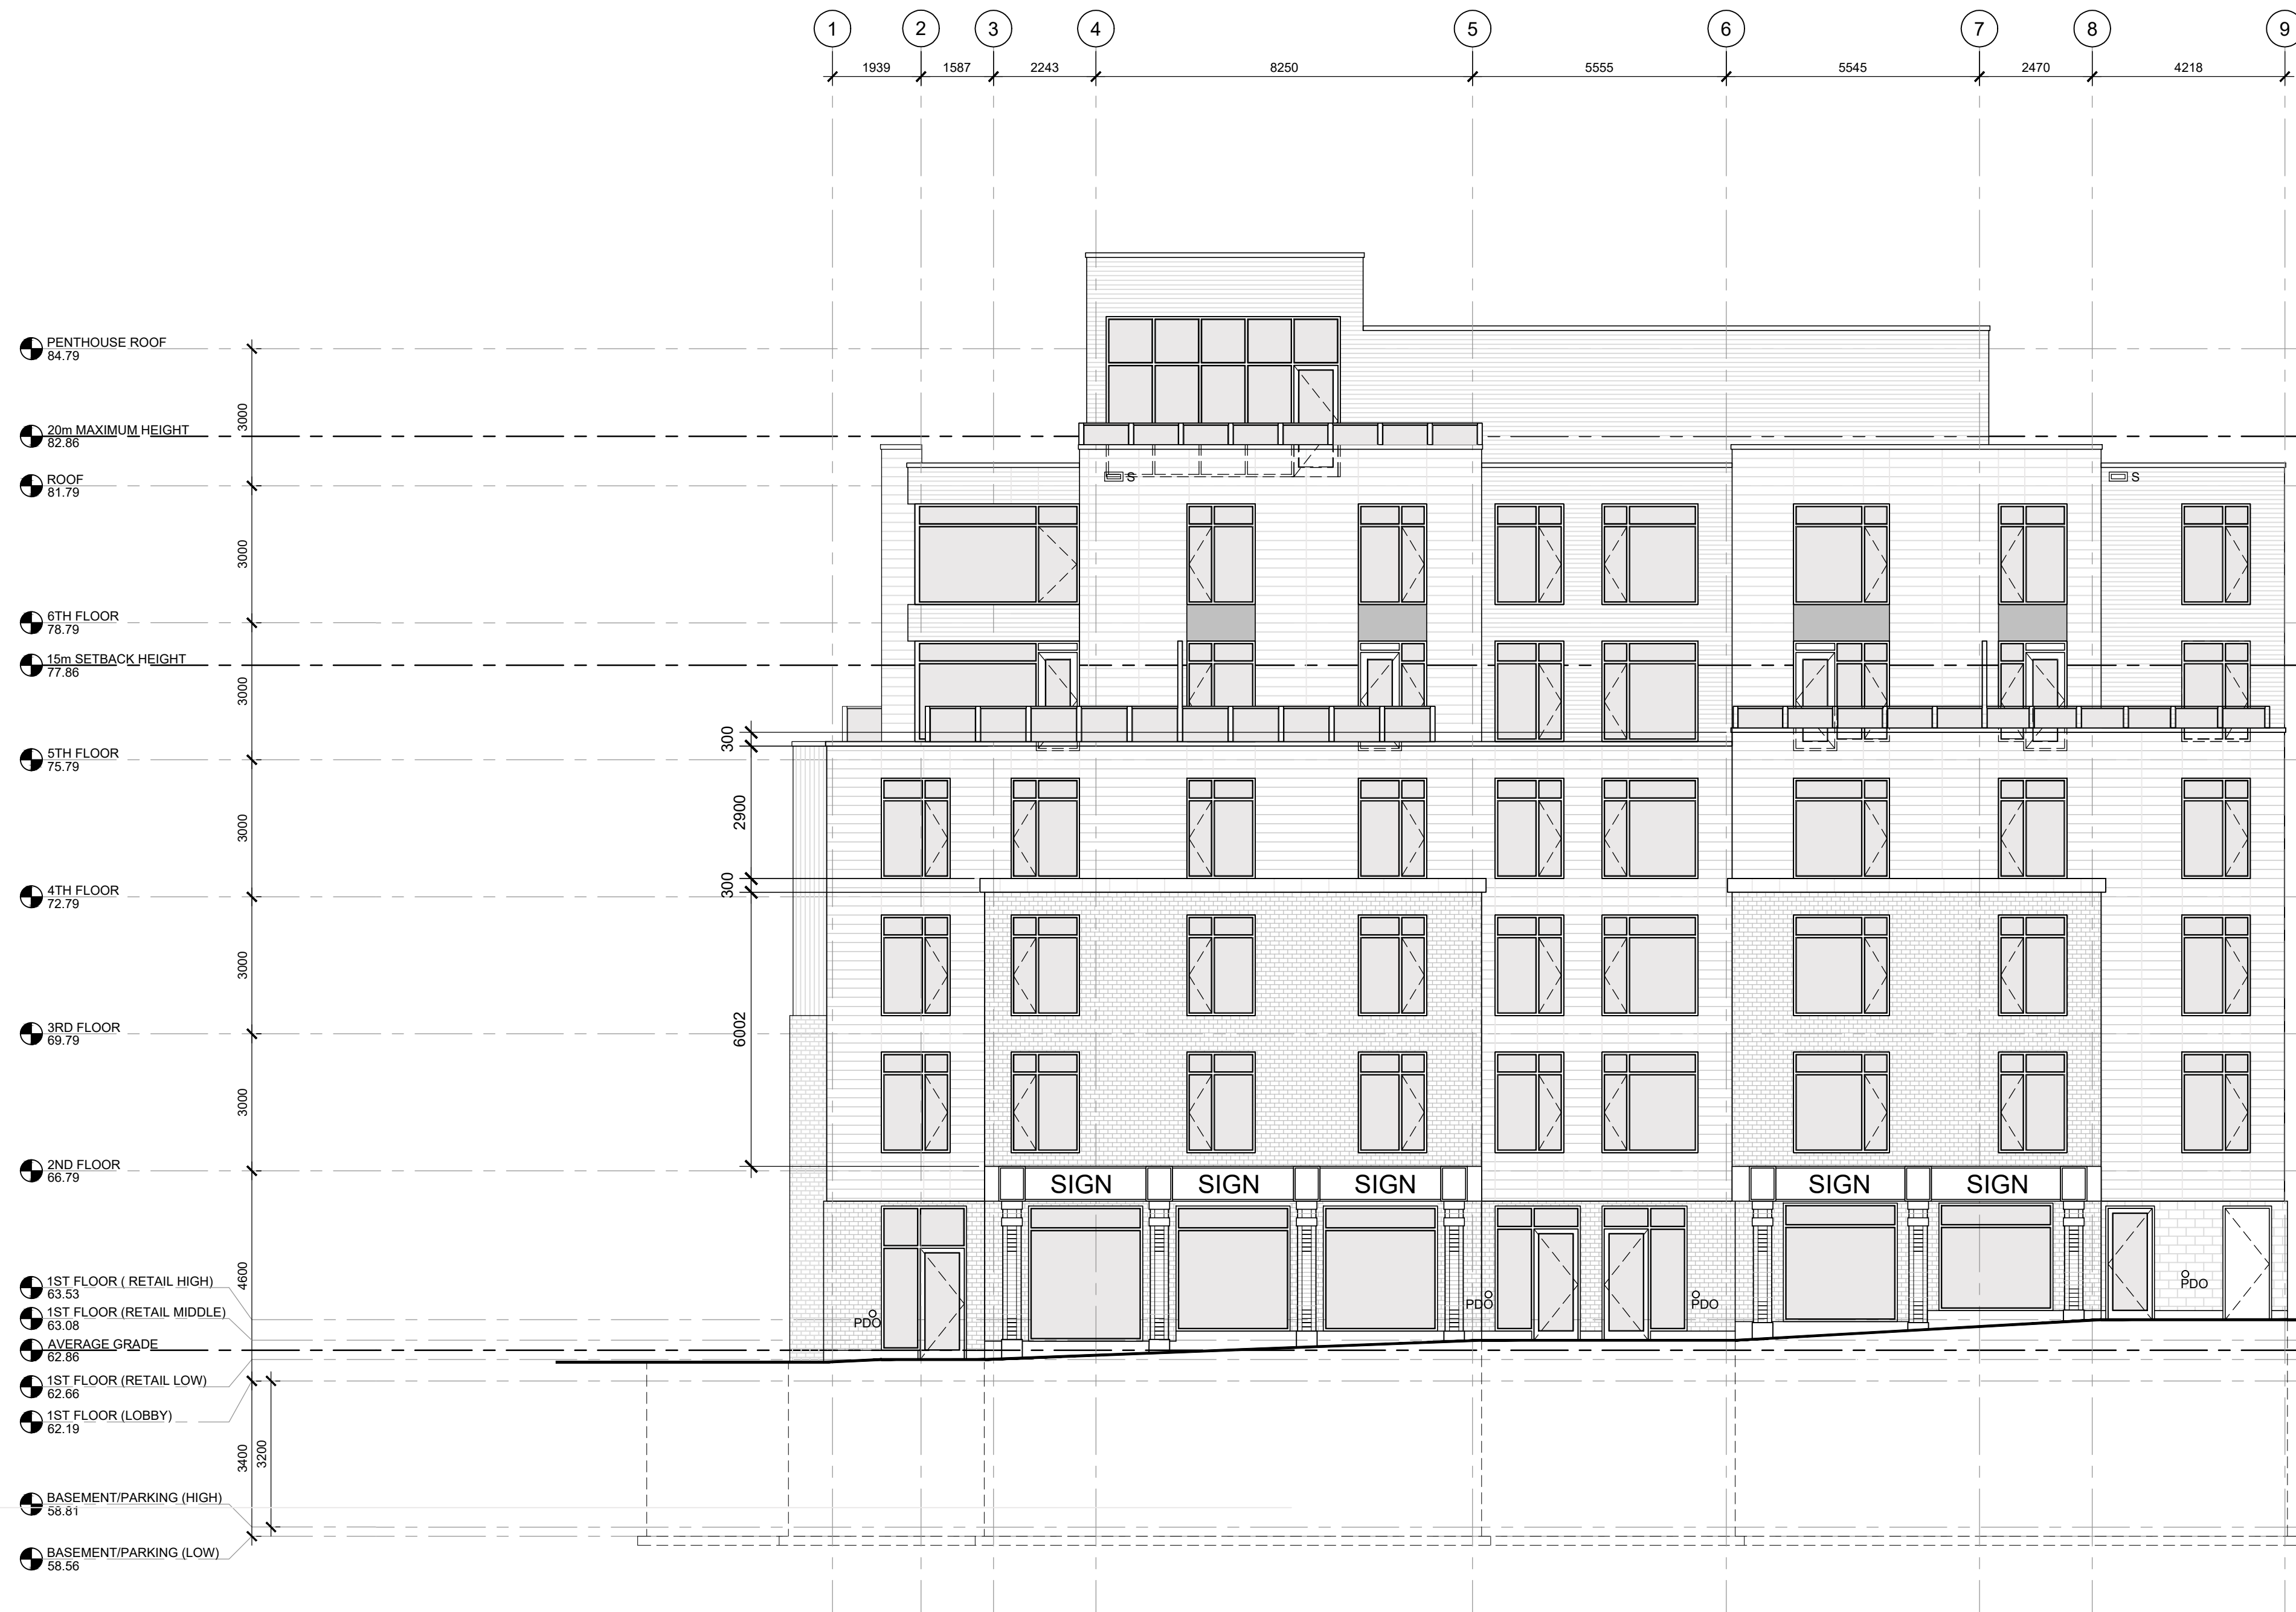 1 2 3 4 5 6 7 8 9
1939 1587 2243 8250 5555 5545 2470 4218
PENTHOUSE ROOF
84.79
3000
20m MAXIMUM HEIGHT
82.86
ROOF
81.79
S
S
3000
6TH FLOOR
78.79
15m SETBACK HEIGHT
77.86
3000
300
5TH FLOOR
75.79
3000
2900
300
4TH FLOOR
72.79
3000
6002
3RD FLOOR
69.79
3000
2ND FLOOR
66.79
SIGN SIGN SIGN SIGN SIGN
4600
1ST FLOOR ( RETAIL HIGH)
63.53
PDO
PDO
PDO
PDO
1ST FLOOR (RETAIL MIDDLE)
63.08
AVERAGE GRADE
62.86
1ST FLOOR (RETAIL LOW)
62.66
1ST FLOOR (LOBBY)
62.19
3400
3200
BASEMENT/PARKING (HIGH)
58.81
BASEMENT/PARKING (LOW)
58.56